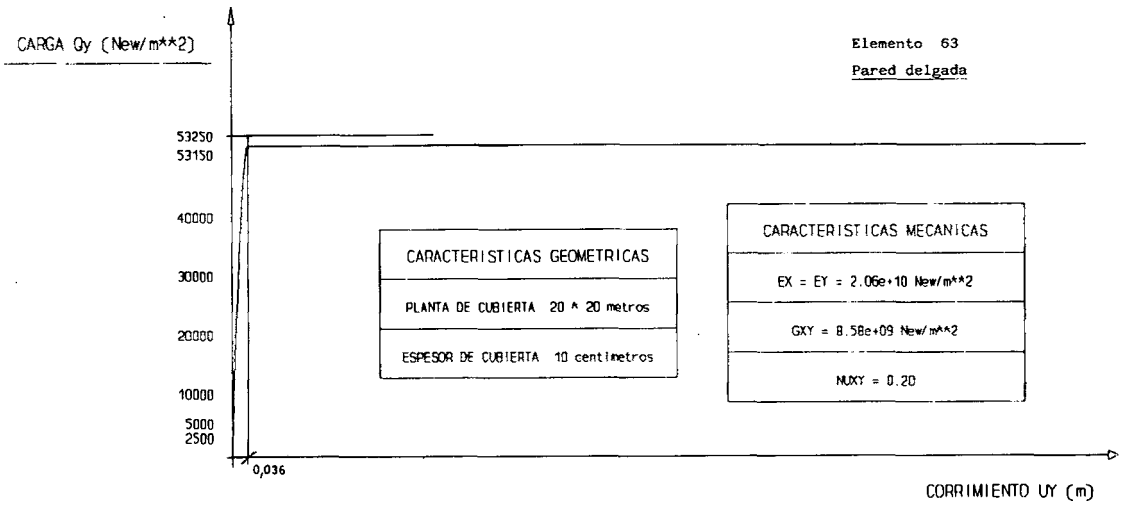 CARGA Qy (New/m**2)
Elemento 63
Pared delgada
53250
53150
40000
30000
20000
10000
5000
2500
0,036
CARACTERISTICAS GEOMETRICAS
PLANTA DE CUBIERTA 20 * 20 metros
ESPESOR DE CUBIERTA 10 centimetros
CARACTERISTICAS MECANICAS
EX = EY = 2.06e+10 New/m**2
GXY = 8.58e+09 New/m**2
NUXY = 0.20
CORRIMIENTO UY (m)